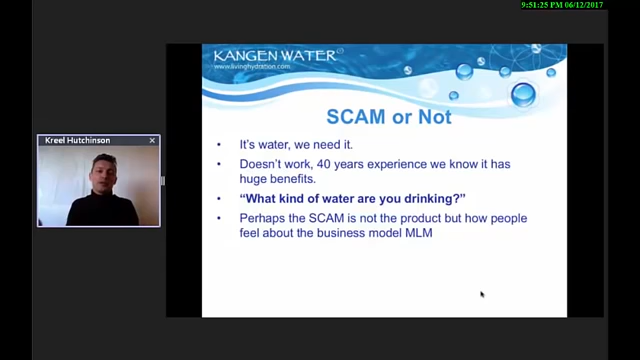 9:51:25 PM 06/12/2017
KANGEN WATER®
www.livinghydration.com
SCAM or Not
Kreel Hutchinson
• It's water, we need it.
• Doesn't work, 40 years experience we know it has
huge benefits.
• “What kind of water are you drinking?”
• Perhaps the SCAM is not the product but how people
feel about the business model MLM